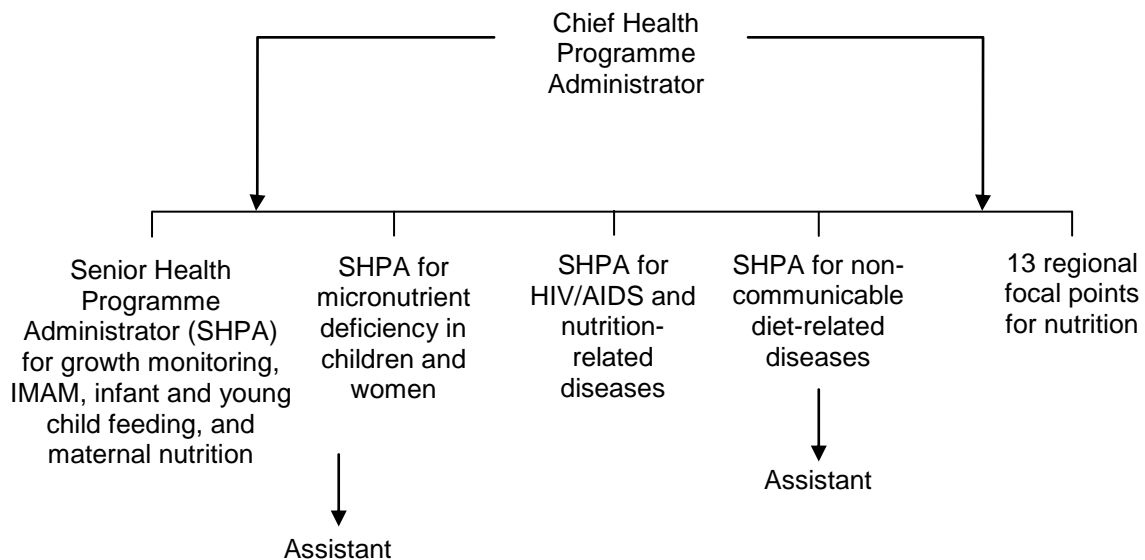 Chief Health
Programme
Administrator
Senior Health
Programme
Administrator (SHPA)
for growth monitoring,
IMAM, infant and young
child feeding, and
maternal nutrition
SHPA for
micronutrient
deficiency in
children and
women
SHPA for
HIV/AIDS and
nutrition-
related
diseases
SHPA for non-
communicable
diet-related
diseases
13 regional
focal points
for nutrition
Assistant
Assistant